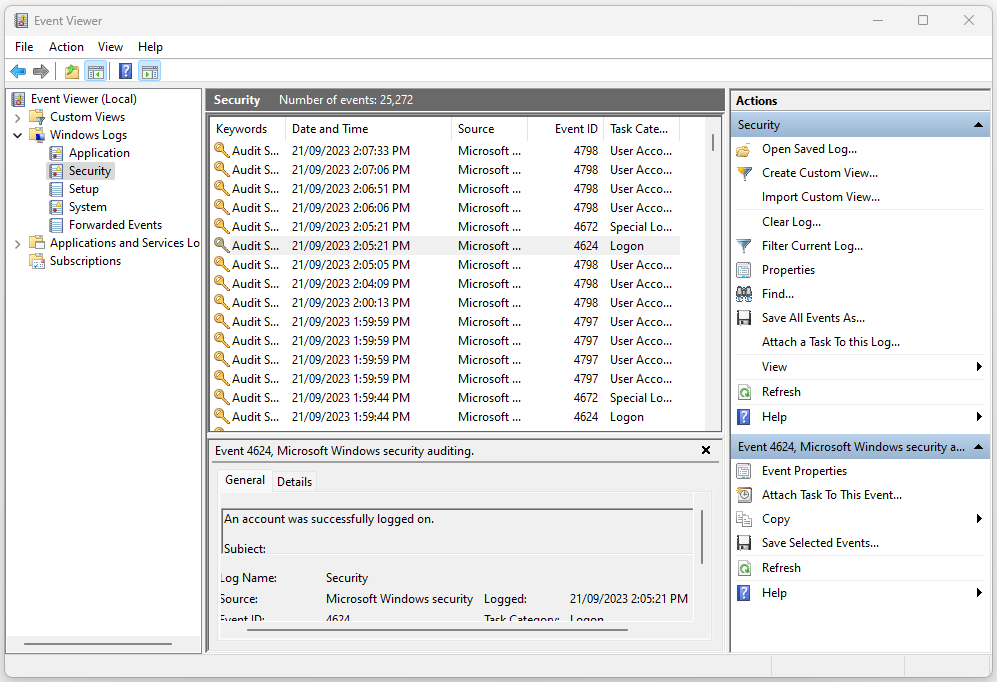 Event Viewer
File Action View Help
Event Viewer (Local)
Custom Views
Windows Logs
Application
Security
Setup
System
Forwarded Events
Applications and Services Lo
Subscriptions
Security Number of events: 25,272
Keywords Date and Time Source Event ID Task Cate...
Audit S... 21/09/2023 2:07:33 PM Microsoft ... 4798 User Acco...
Audit S... 21/09/2023 2:07:06 PM Microsoft ... 4798 User Acco...
Audit S... 21/09/2023 2:06:51 PM Microsoft ... 4798 User Acco...
Audit S... 21/09/2023 2:06:06 PM Microsoft ... 4798 User Acco...
Audit S... 21/09/2023 2:05:21 PM Microsoft ... 4672 Special Lo...
Audit S... 21/09/2023 2:05:21 PM Microsoft ... 4624 Logon
Audit S... 21/09/2023 2:05:05 PM Microsoft ... 4798 User Acco...
Audit S... 21/09/2023 2:04:09 PM Microsoft ... 4798 User Acco...
Audit S... 21/09/2023 2:00:13 PM Microsoft ... 4798 User Acco...
Audit S... 21/09/2023 1:59:59 PM Microsoft ... 4797 User Acco...
Audit S... 21/09/2023 1:59:59 PM Microsoft ... 4797 User Acco...
Audit S... 21/09/2023 1:59:59 PM Microsoft ... 4797 User Acco...
Audit S... 21/09/2023 1:59:59 PM Microsoft ... 4797 User Acco...
Audit S... 21/09/2023 1:59:44 PM Microsoft ... 4672 Special Lo...
Audit S... 21/09/2023 1:59:44 PM Microsoft ... 4624 Logon
Event 4624, Microsoft Windows security auditing.
General Details
An account was successfully logged on.
Subject:
Log Name: Security
Source: Microsoft Windows security Logged: 21/09/2023 2:05:21 PM
Event ID: 4624 Task Category: Logon
Actions
Security
Open Saved Log...
Create Custom View...
Import Custom View...
Clear Log...
Filter Current Log...
Properties
Find...
Save All Events As...
Attach a Task To this Log...
View
Refresh
Help
Event 4624, Microsoft Windows security a...
Event Properties
Attach Task To This Event...
Copy
Save Selected Events...
Refresh
Help